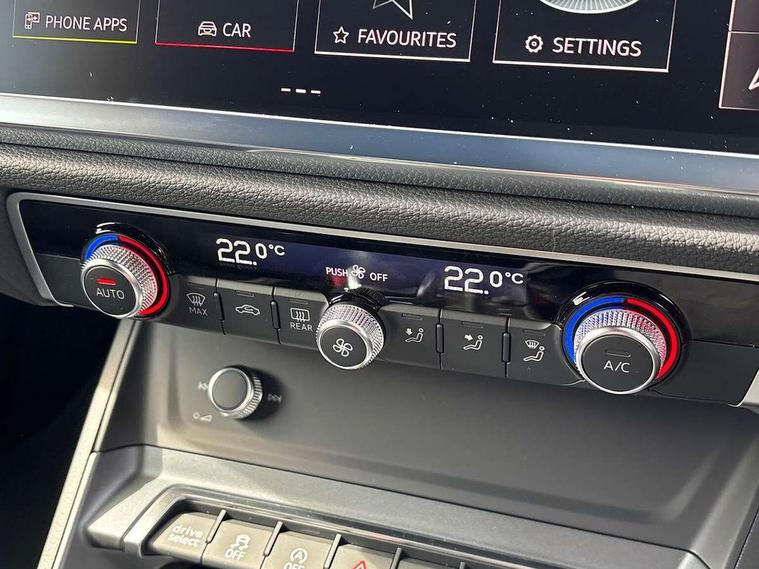 PHONE APPS
CAR
FAVOURITES
SETTINGS
22.0°C
PUSH OFF
22.0°C
AUTO
MAX
REAR
A/C
drive select
OFF
OFF